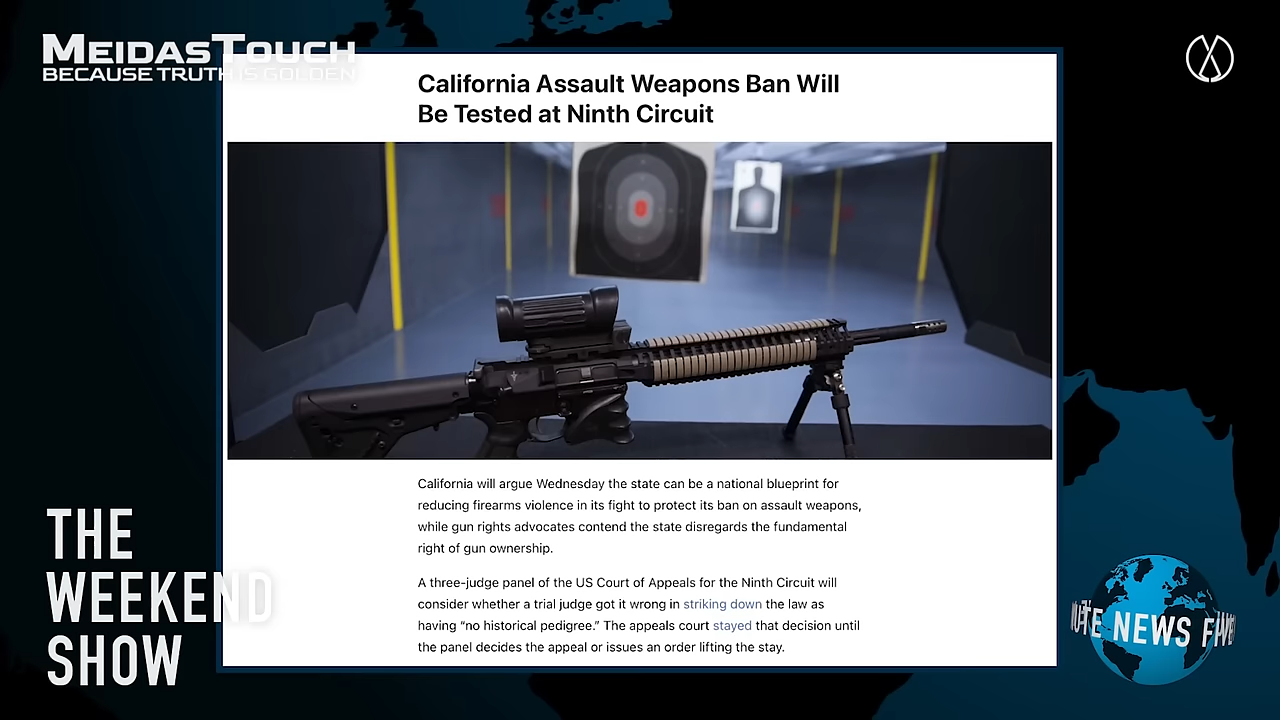 MEIDASTOUCH
BECAUSE TRUTH IS GOLDEN
California Assault Weapons Ban Will
Be Tested at Ninth Circuit
California will argue Wednesday the state can be a national blueprint for
reducing firearms violence in its fight to protect its ban on assault weapons,
while gun rights advocates contend the state disregards the fundamental
right of gun ownership.
A three-judge panel of the US Court of Appeals for the Ninth Circuit will
consider whether a trial judge got it wrong in striking down the law as
having “no historical pedigree.” The appeals court stayed that decision until
the panel decides the appeal or issues an order lifting the stay.
THE
WEEKEND
SHOW
NEWS